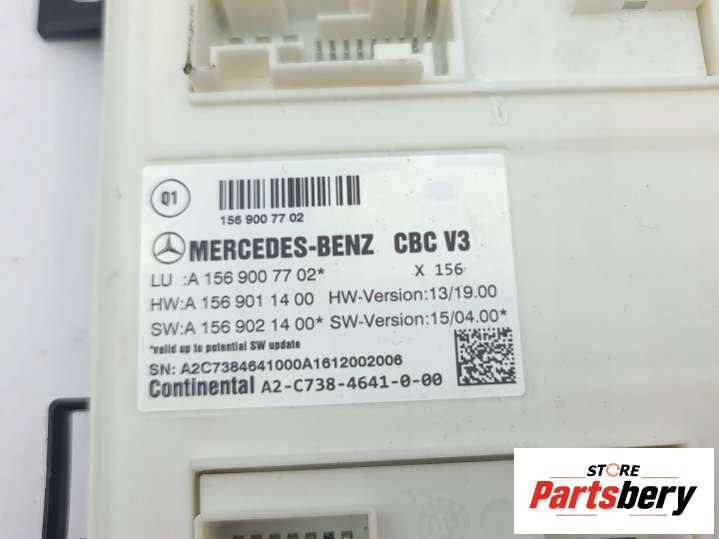 Q1
156 900 77 02
MERCEDES-BENZ CBC V3
LU :A 156 900 77 02* X 156
HW:A 156 901 14 00 HW-Version:13/19.00
SW:A 156 902 14 00* SW-Version:15/04.00*
*valid up to potential SW update
SN: A2C7384641000A1612002006
Continental A2-C738-4641-0-00
STORE
Partsbery